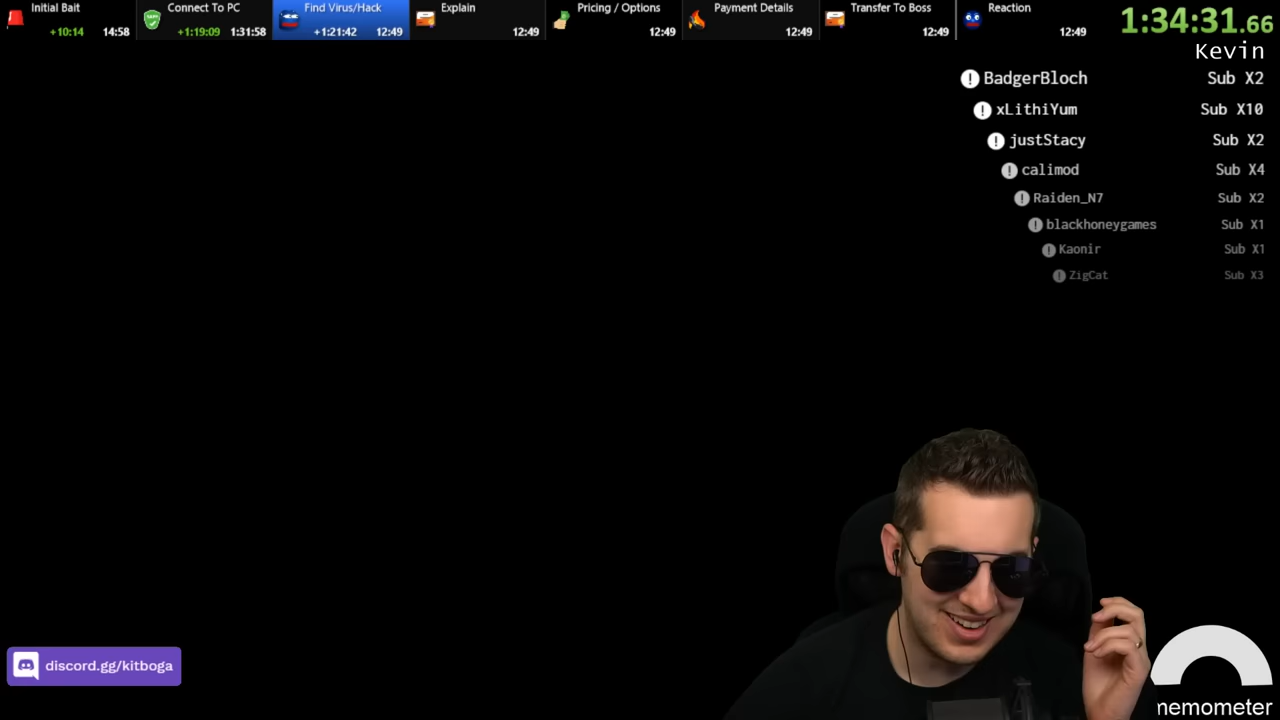 Initial Bait
+10:14 14:58
Connect To PC
+1:19:09 1:31:58
Find Virus/Hack
+1:21:42 12:49
Explain
12:49
Pricing / Options
12:49
Payment Details
12:49
Transfer To Boss
12:49
Reaction
12:49
1:34:31.66
Kevin
BadgerBloch Sub X2
xLithiYum Sub X10
justStacy Sub X2
calimod Sub X4
Raiden_N7 Sub X2
blackhoneygames Sub X1
Kaonir Sub X1
ZigCat Sub X3
discord.gg/kitboga
memometer